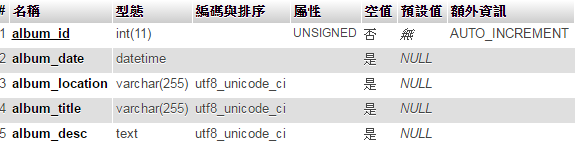 # 名稱 型態 編碼與排序 屬性 空值 預設值 額外資訊
1 album_id int(11) UNSIGNED 否 無 AUTO_INCREMENT
2 album_date datetime 是 NULL
3 album_location varchar(255) utf8_unicode_ci 是 NULL
4 album_title varchar(255) utf8_unicode_ci 是 NULL
5 album_desc text utf8_unicode_ci 是 NULL